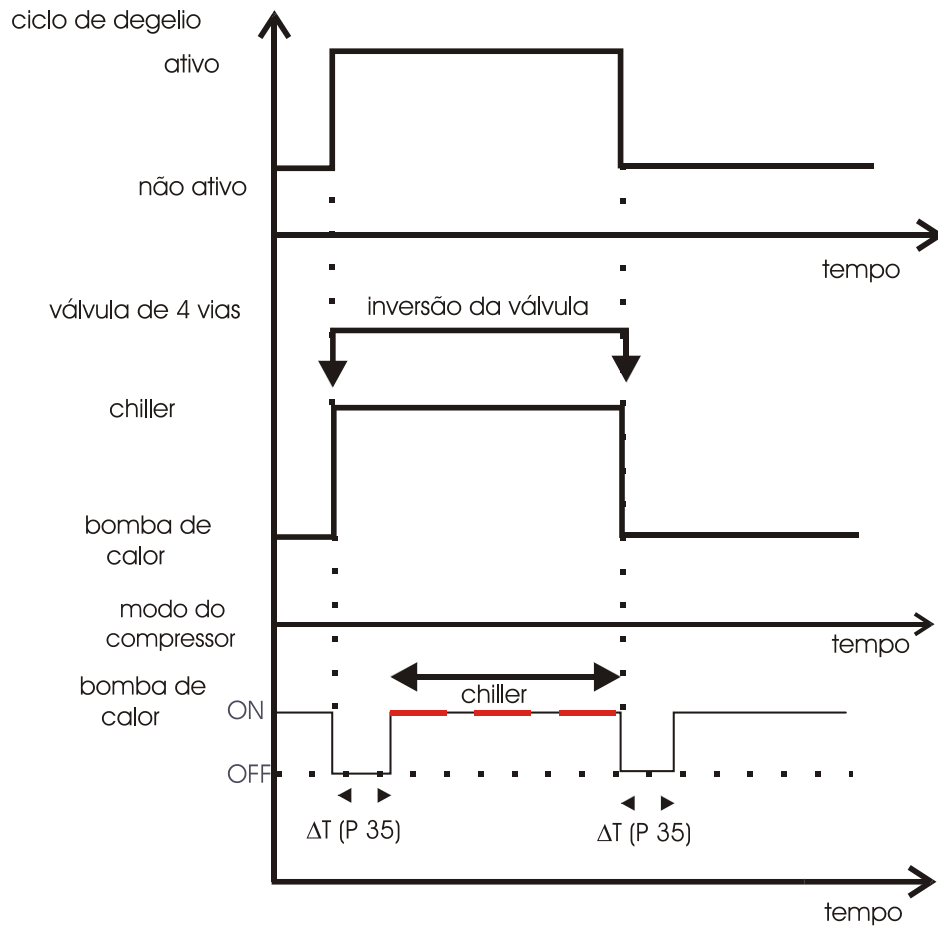 ciclo de degelio
ativo
não ativo
tempo
válvula de 4 vias
inversão da válvula
chiller
bomba de
calor
modo do
compressor
tempo
bomba de
calor
chiller
ON
OFF
ΔT (P 35)
ΔT (P 35)
tempo